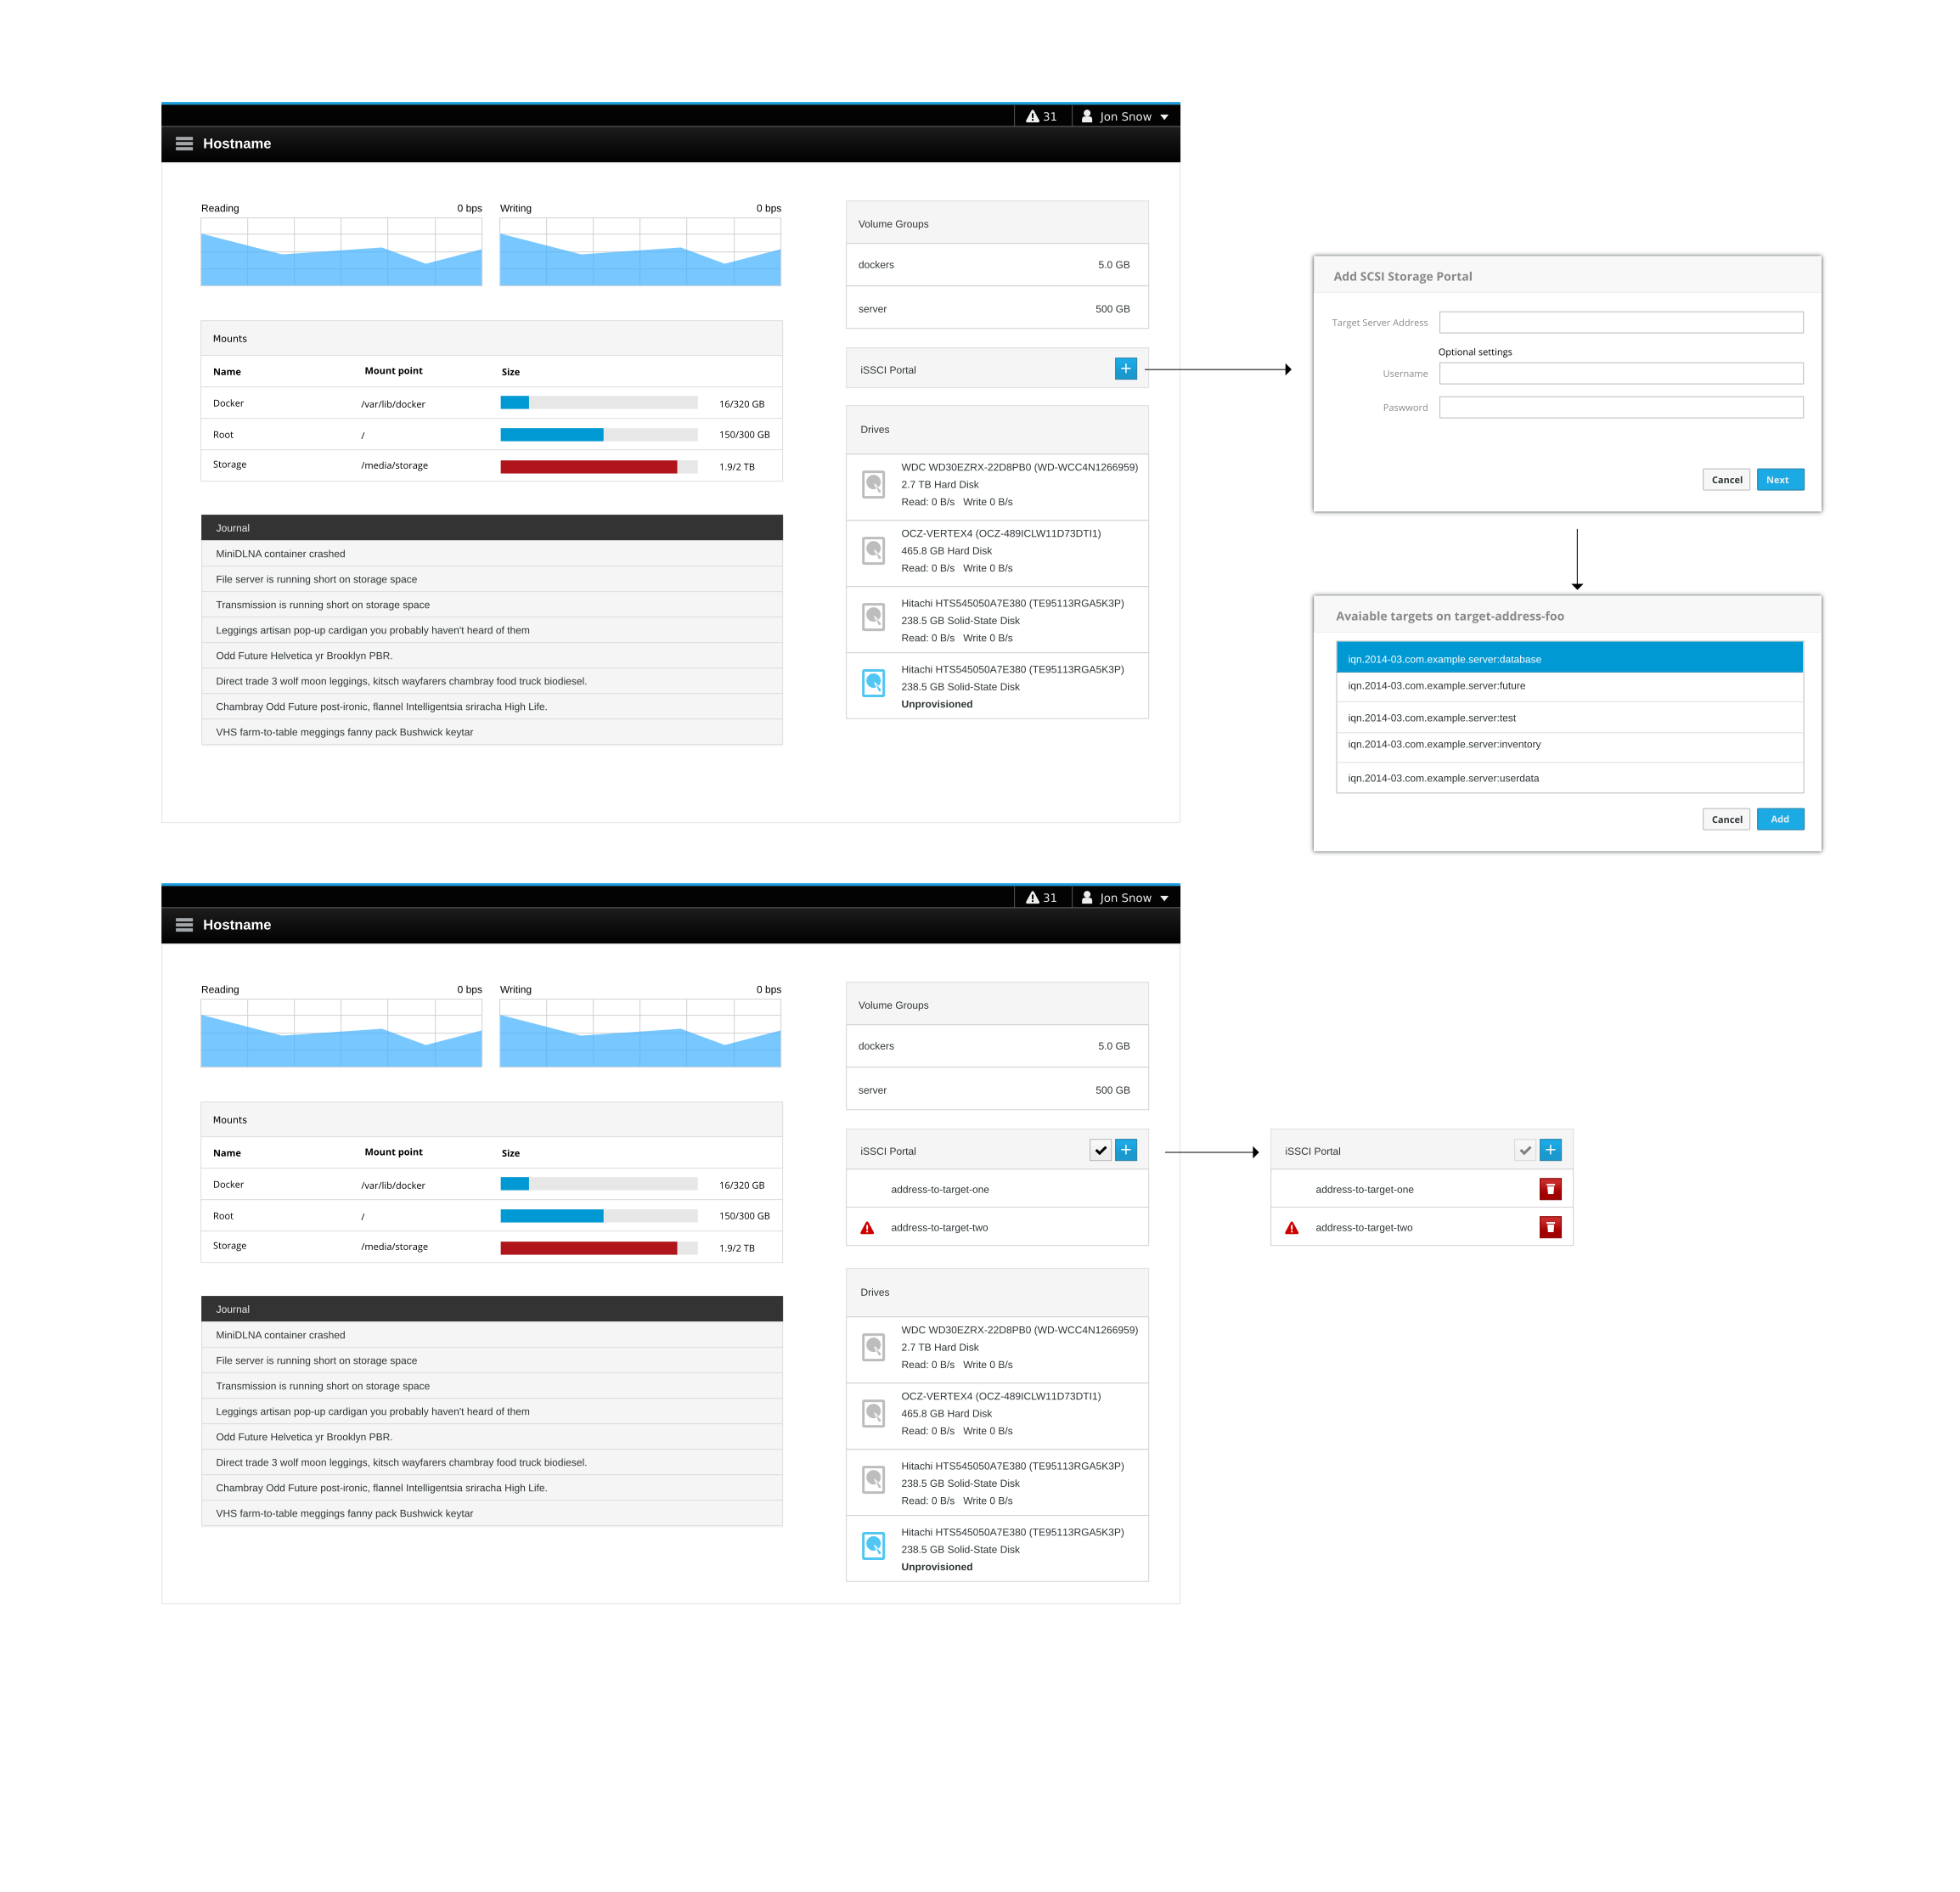 31
Jon Snow
Hostname
Reading 0 bps
Writing 0 bps
Mounts
Name Mount point Size
Docker /var/lib/docker 16/320 GB
Root / 150/300 GB
Storage /media/storage 1.9/2 TB
Journal
MiniDLNA container crashed
File server is running short on storage space
Transmission is running short on storage space
Leggings artisan pop-up cardigan you probably haven't heard of them
Odd Future Helvetica yr Brooklyn PBR.
Direct trade 3 wolf moon leggings, kitsch wayfarers chambray food truck biodiesel.
Chambray Odd Future post-ironic, flannel Intelligentsia sriracha High Life.
VHS farm-to-table meggings fanny pack Bushwick keytar
Volume Groups
dockers 5.0 GB
server 500 GB
iSSCI Portal
Drives
WDC WD30EZRX-22D8PB0 (WD-WCC4N1266959)
2.7 TB Hard Disk
Read: 0 B/s Write 0 B/s
OCZ-VERTEX4 (OCZ-489ICLW11D73DTI1)
465.8 GB Hard Disk
Read: 0 B/s Write 0 B/s
Hitachi HTS545050A7E380 (TE95113RGA5K3P)
238.5 GB Solid-State Disk
Read: 0 B/s Write 0 B/s
Hitachi HTS545050A7E380 (TE95113RGA5K3P)
238.5 GB Solid-State Disk
Unprovisioned
Add SCSI Storage Portal
Target Server Address
Optional settings
Username
Paswword
Cancel Next
Avaiable targets on target-address-foo
iqn.2014-03.com.example.server:database
iqn.2014-03.com.example.server:future
iqn.2014-03.com.example.server:test
iqn.2014-03.com.example.server:inventory
iqn.2014-03.com.example.server:userdata
Cancel Add
31
Jon Snow
Hostname
Reading 0 bps
Writing 0 bps
Mounts
Name Mount point Size
Docker /var/lib/docker 16/320 GB
Root / 150/300 GB
Storage /media/storage 1.9/2 TB
Journal
MiniDLNA container crashed
File server is running short on storage space
Transmission is running short on storage space
Leggings artisan pop-up cardigan you probably haven't heard of them
Odd Future Helvetica yr Brooklyn PBR.
Direct trade 3 wolf moon leggings, kitsch wayfarers chambray food truck biodiesel.
Chambray Odd Future post-ironic, flannel Intelligentsia sriracha High Life.
VHS farm-to-table meggings fanny pack Bushwick keytar
Volume Groups
dockers 5.0 GB
server 500 GB
iSSCI Portal
address-to-target-one
address-to-target-two
Drives
WDC WD30EZRX-22D8PB0 (WD-WCC4N1266959)
2.7 TB Hard Disk
Read: 0 B/s Write 0 B/s
OCZ-VERTEX4 (OCZ-489ICLW11D73DTI1)
465.8 GB Hard Disk
Read: 0 B/s Write 0 B/s
Hitachi HTS545050A7E380 (TE95113RGA5K3P)
238.5 GB Solid-State Disk
Read: 0 B/s Write 0 B/s
Hitachi HTS545050A7E380 (TE95113RGA5K3P)
238.5 GB Solid-State Disk
Unprovisioned
iSSCI Portal
address-to-target-one
address-to-target-two